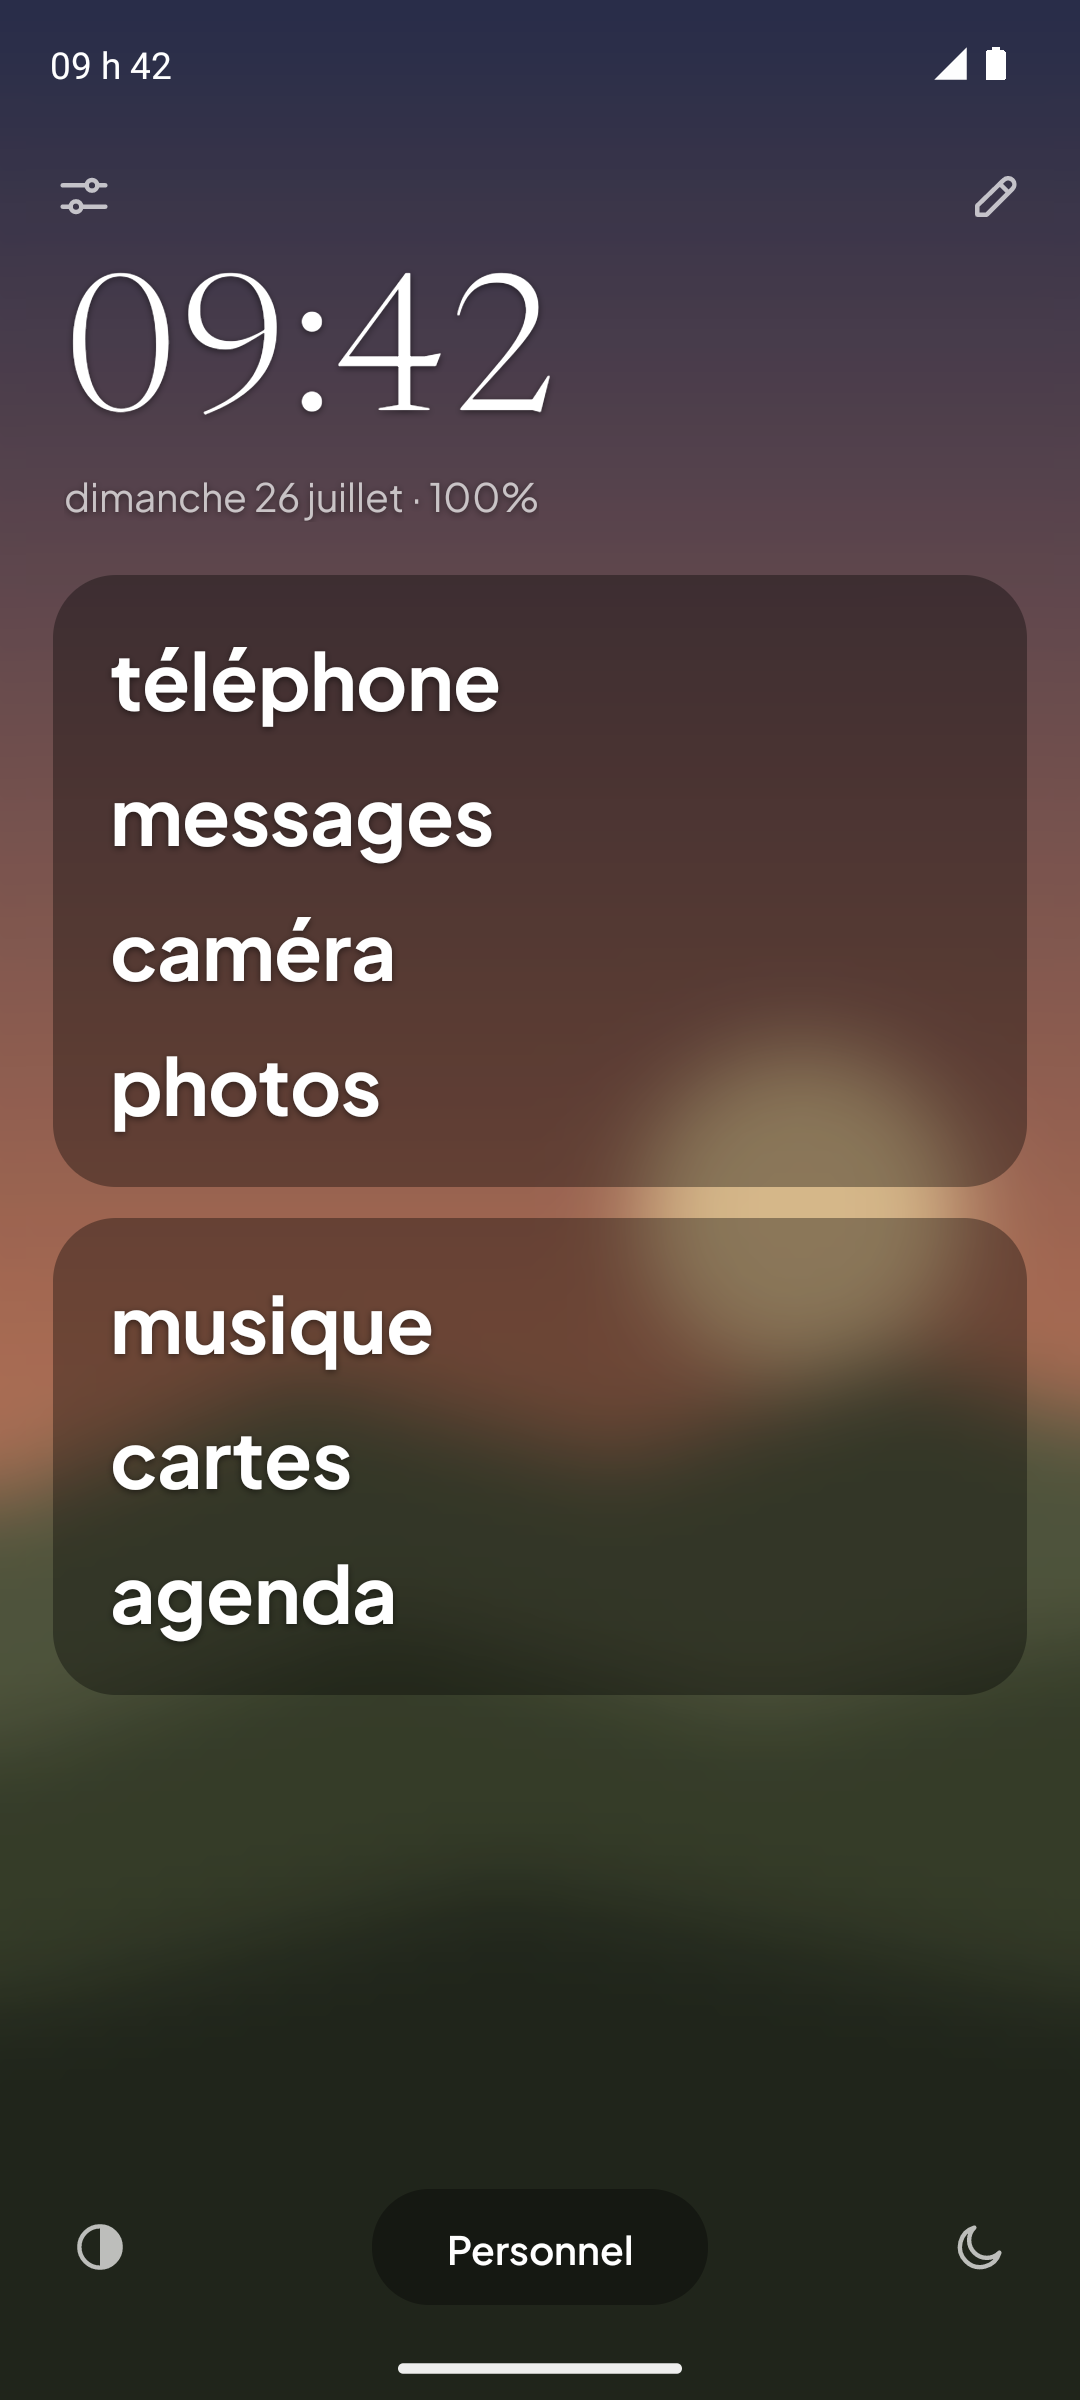 09 h 42
09:42
dimanche 26 juillet · 100%
téléphone
messages
caméra
photos
musique
cartes
agenda
Personnel